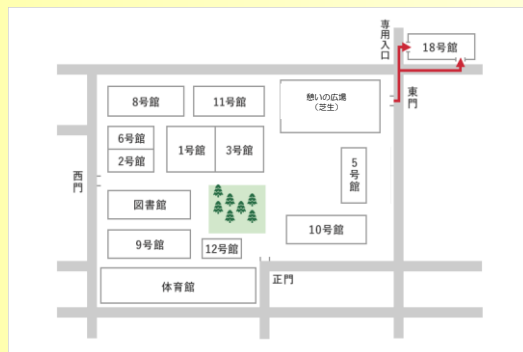 専用入口
18号館
8号館
11号館
憩いの広場
（芝生）
東門
6号館
2号館
1号館
3号館
5号館
西門
図書館
10号館
9号館
12号館
正門
体育館